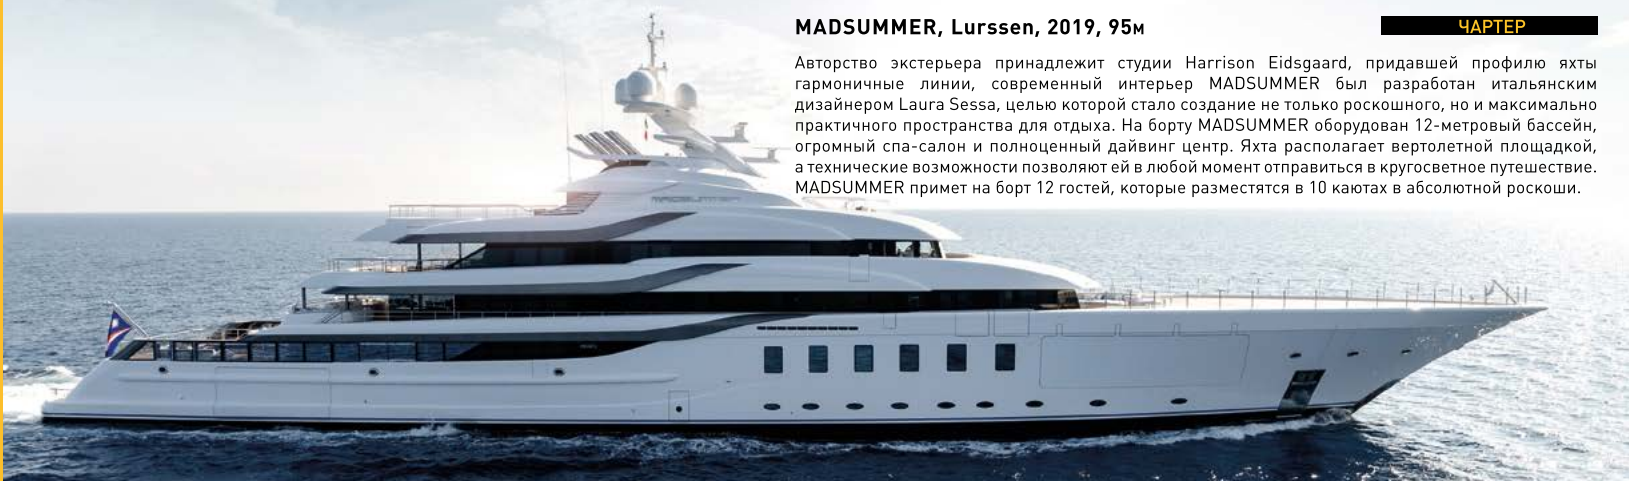 MADSUMMER, Lurssen, 2019, 95м
ЧАРТЕР
Авторство экстерьера принадлежит студии Harrison Eidsgaard, придавшей профилю яхты
гармоничные линии, современный интерьер MADSUMMER был разработан итальянским
дизайнером Laura Sessa, целью которой стало создание не только роскошного, но и максимально
практичного пространства для отдыха. На борту MADSUMMER оборудован 12-метровый бассейн,
огромный спа-салон и полноценный дайвинг центр. Яхта располагает вертолетной площадкой,
а технические возможности позволяют ей в любой момент отправиться в кругосветное путешествие.
MADSUMMER примет на борт 12 гостей, которые разместятся в 10 каютах в абсолютной роскоши.
MADSUMMER